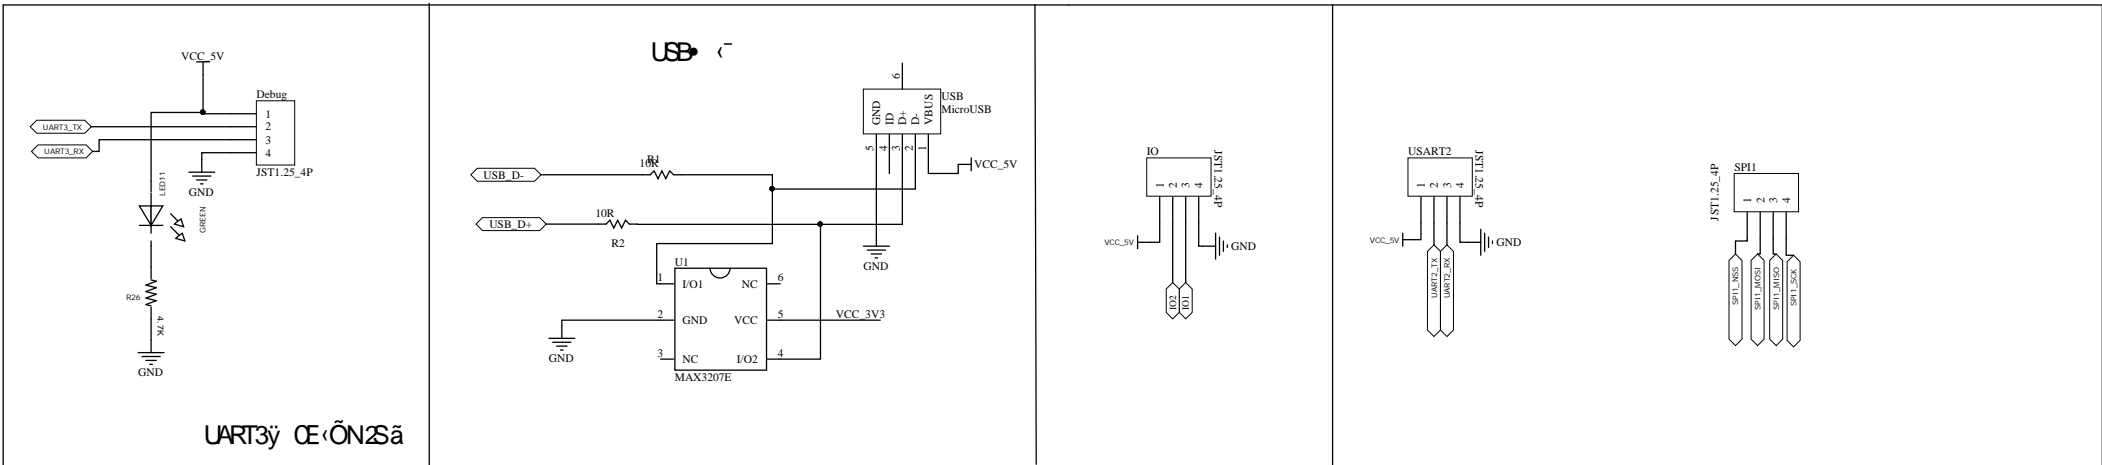 VCC_5V
Debug
1
2
3
4
UART3_TX
UART3_RX
JST1.25_4P
GND
LED11
GREEN
R26
4.7K
GND
UART3ÿ ŒE‹ÕN2Sã
USB
6
USB
MicroUSB
GND
ID
D+
D-
VBUS
5
4
3
2
1
VCC_5V
R1
10R
USB_D-
10R
USB_D+
R2
GND
U1
1
I/O1
NC
6
2
GND
VCC
5
VCC_3V3
GND
3
NC
I/O2
4
MAX3207E
IO
JST1.25_4P
1
2
3
4
VCC_5V
GND
IO2
IO1
USART2
JST1.25_4P
1
2
3
4
VCC_5V
GND
UART2_TX
UART2_RX
SPI1
JST1.25_4P
1
2
3
4
SPI1_NSS
SPI1_MOSI
SPI1_MISO
SPI1_SCK